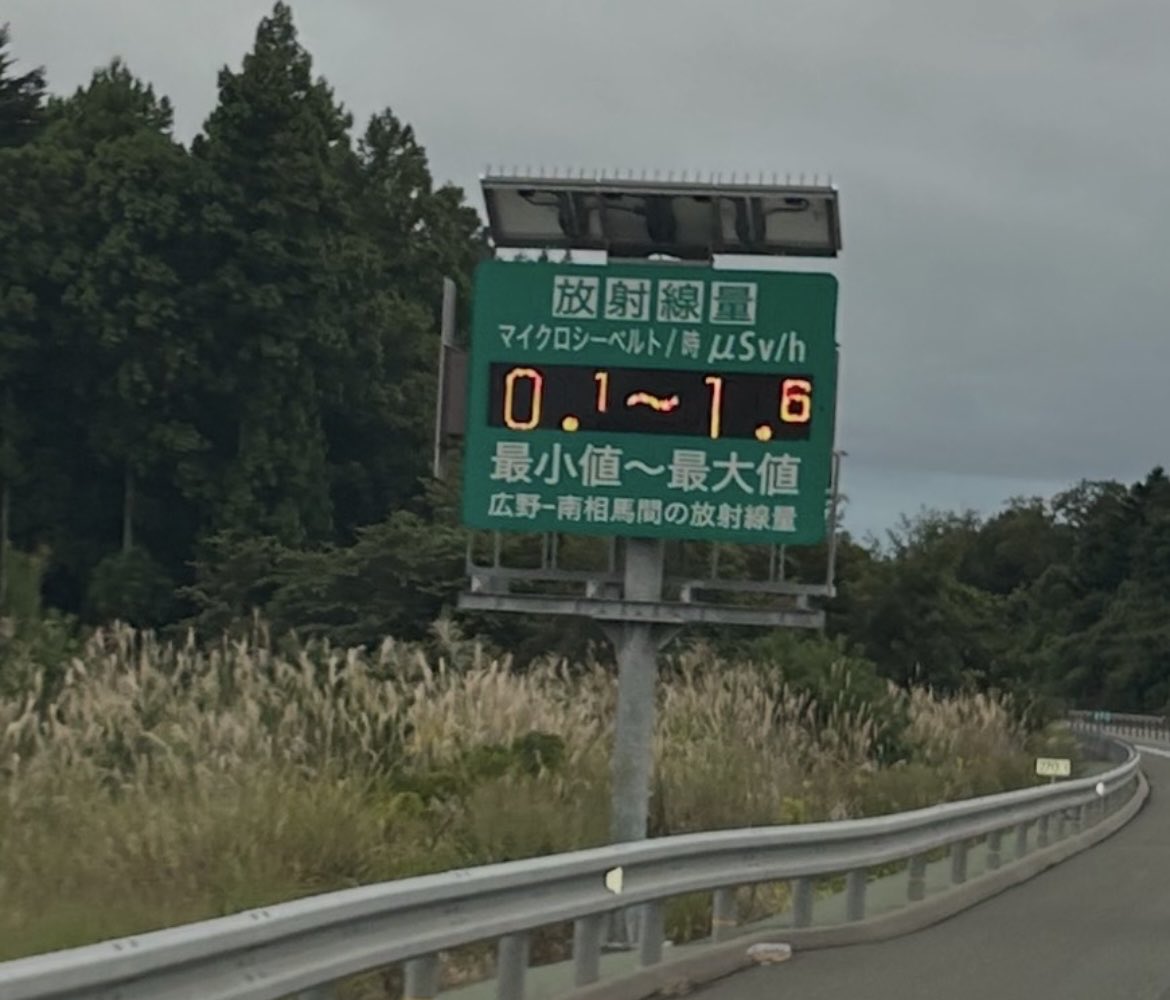 放射線量
マイクロシーベルト/時 μSv/h
0.1～1.6
最小値～最大値
広野-南相馬間の放射線量